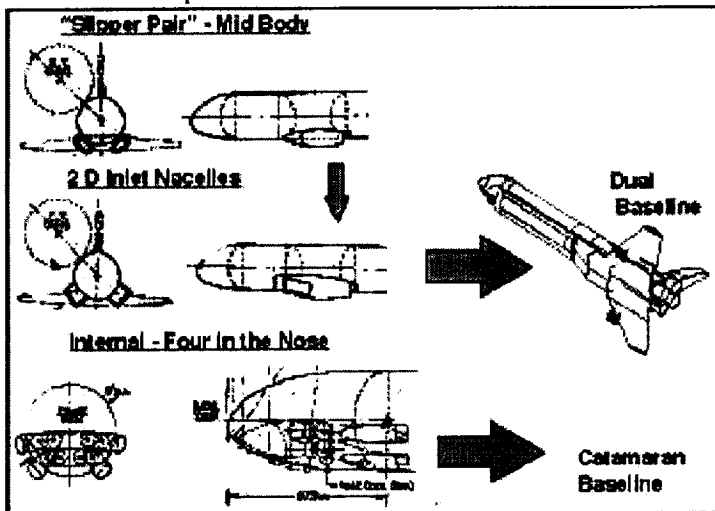 "Slipper Pair" - Mid Body
2 D Inlet Nacelles
Dual
Baseline
Internal - Four in the Nose
Catamaran
Baseline